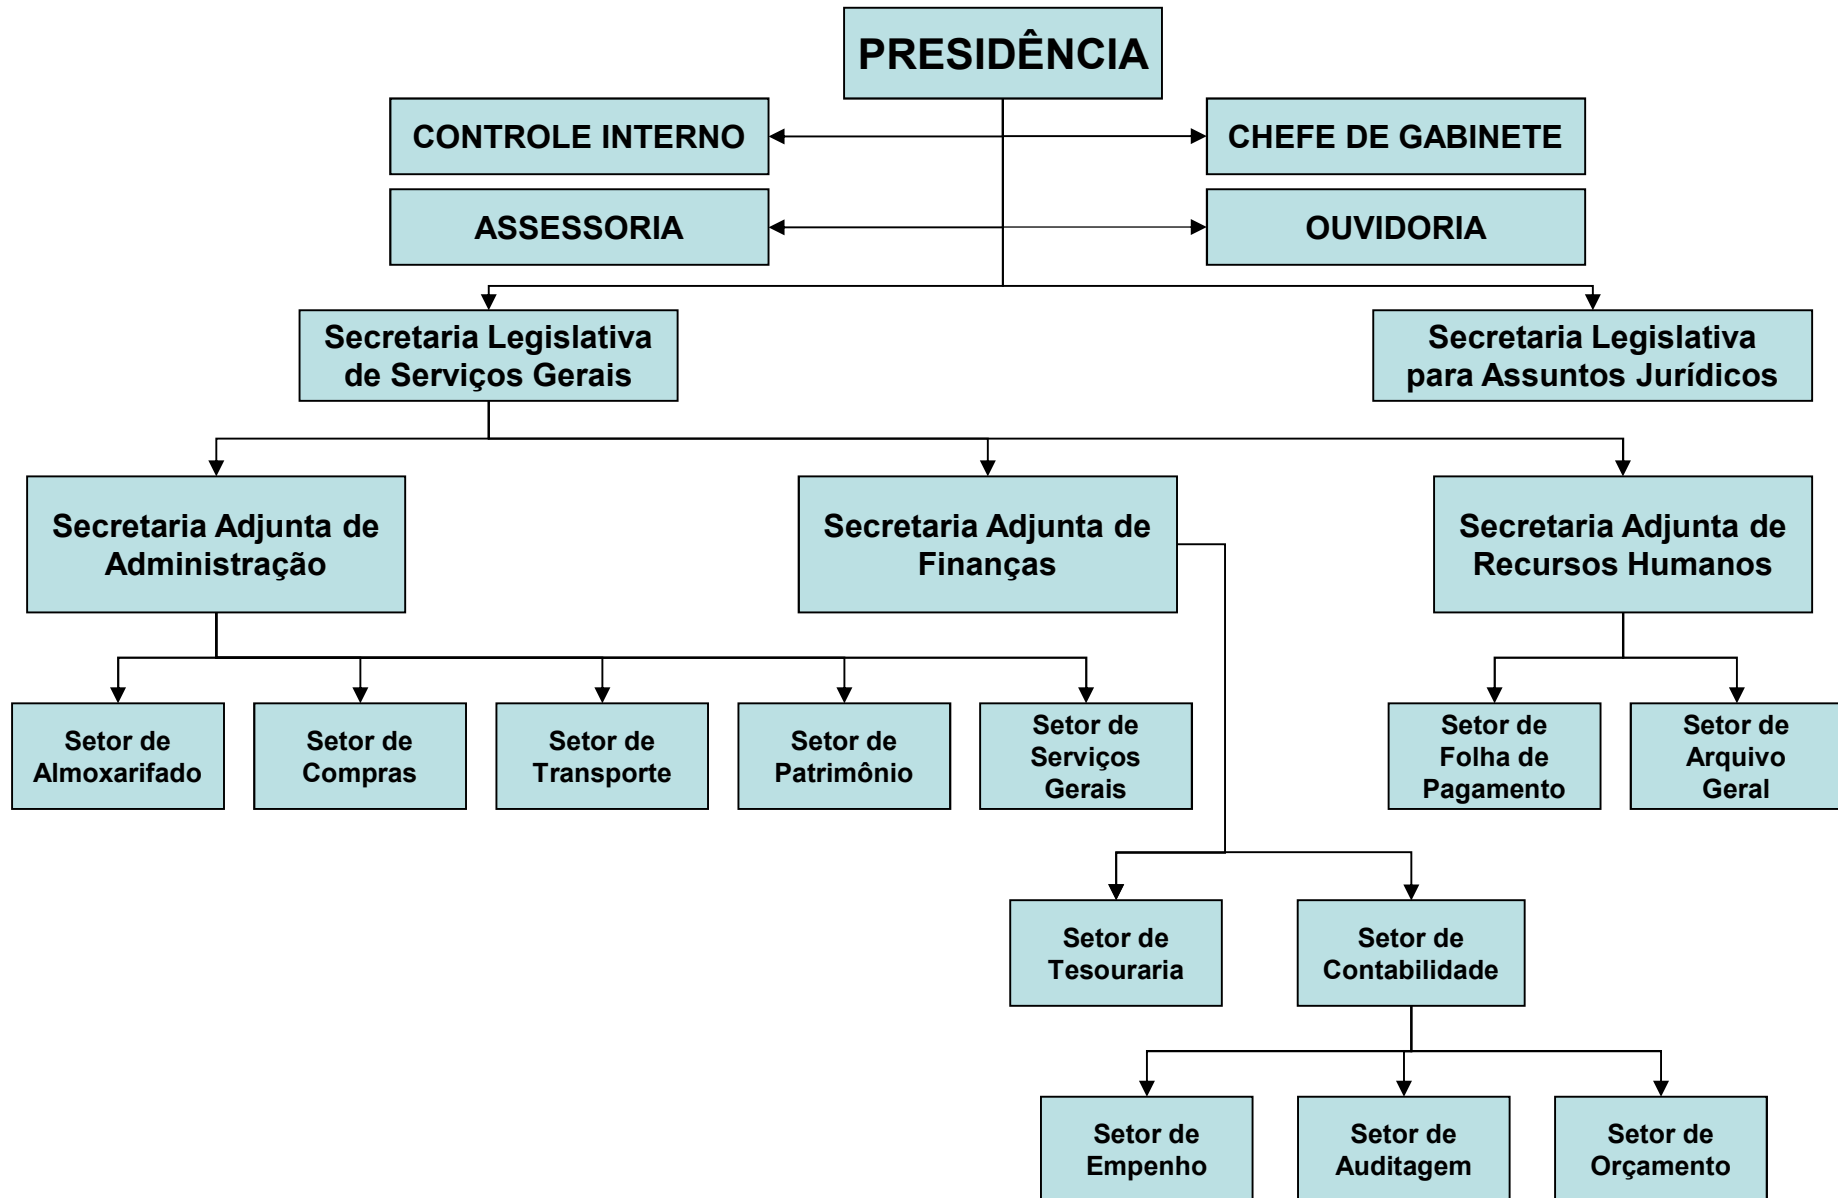 PRESIDÊNCIA
CONTROLE INTERNO
CHEFE DE GABINETE
ASSESSORIA
OUVIDORIA
Secretaria Legislativa
de Serviços Gerais
Secretaria Legislativa
para Assuntos Jurídicos
Secretaria Adjunta de
Administração
Secretaria Adjunta de
Finanças
Secretaria Adjunta de
Recursos Humanos
Setor de
Almoxarifado
Setor de
Compras
Setor de
Transporte
Setor de
Patrimônio
Setor de
Serviços
Gerais
Setor de
Folha de
Pagamento
Setor de
Arquivo
Geral
Setor de
Tesouraria
Setor de
Contabilidade
Setor de
Empenho
Setor de
Auditagem
Setor de
Orçamento